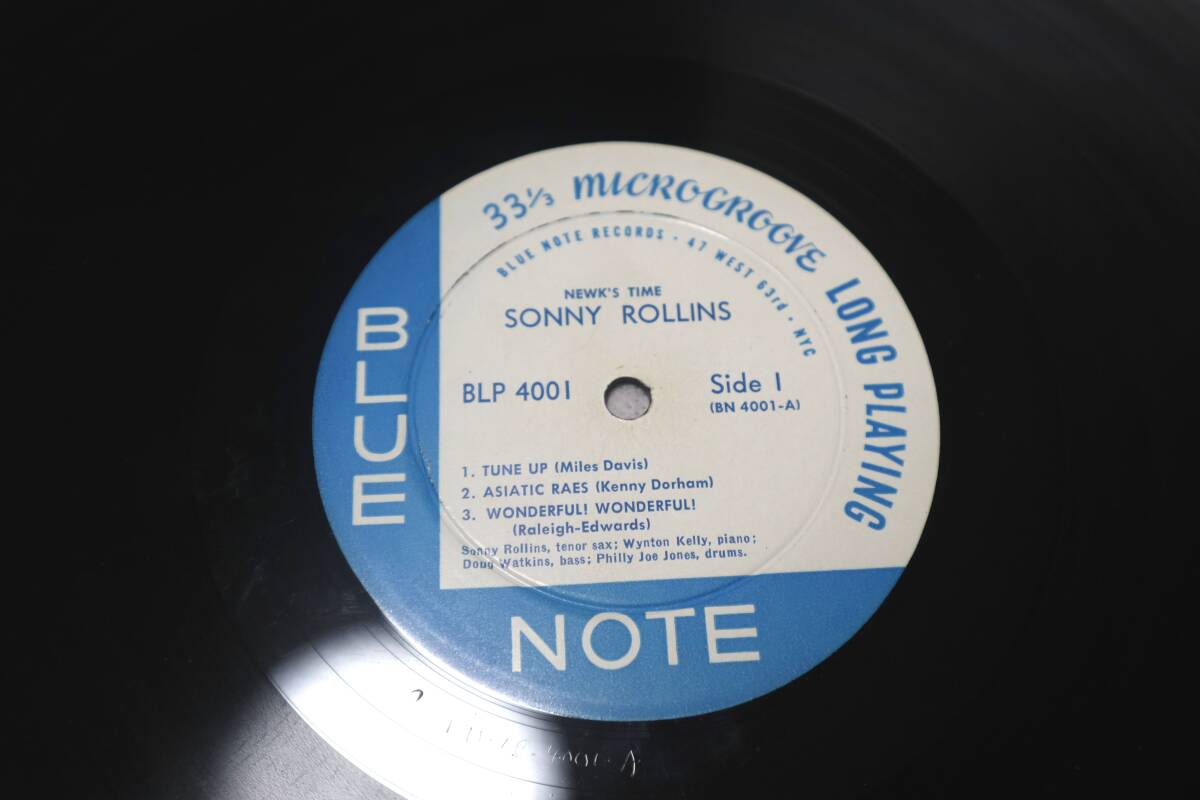 33⅓ MICROGROOVE LONG PLAYING
BLUE NOTE RECORDS · 47 WEST 63rd · NYC
NEWK'S TIME
SONNY ROLLINS
BLP 4001
Side 1
(BN 4001-A)
1. TUNE UP (Miles Davis)
2. ASIATIC RAES (Kenny Dorham)
3. WONDERFUL! WONDERFUL!
(Raleigh-Edwards)
Sonny Rollins, tenor sax; Wynton Kelly, piano;
Doug Watkins, bass; Philly Joe Jones, drums.
BLUE
NOTE